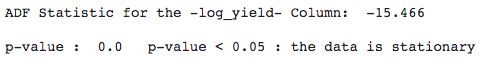 ADF Statistic for the -log_yield- Column:  -15.466
p-value :  0.0   p-value < 0.05 : the data is stationary